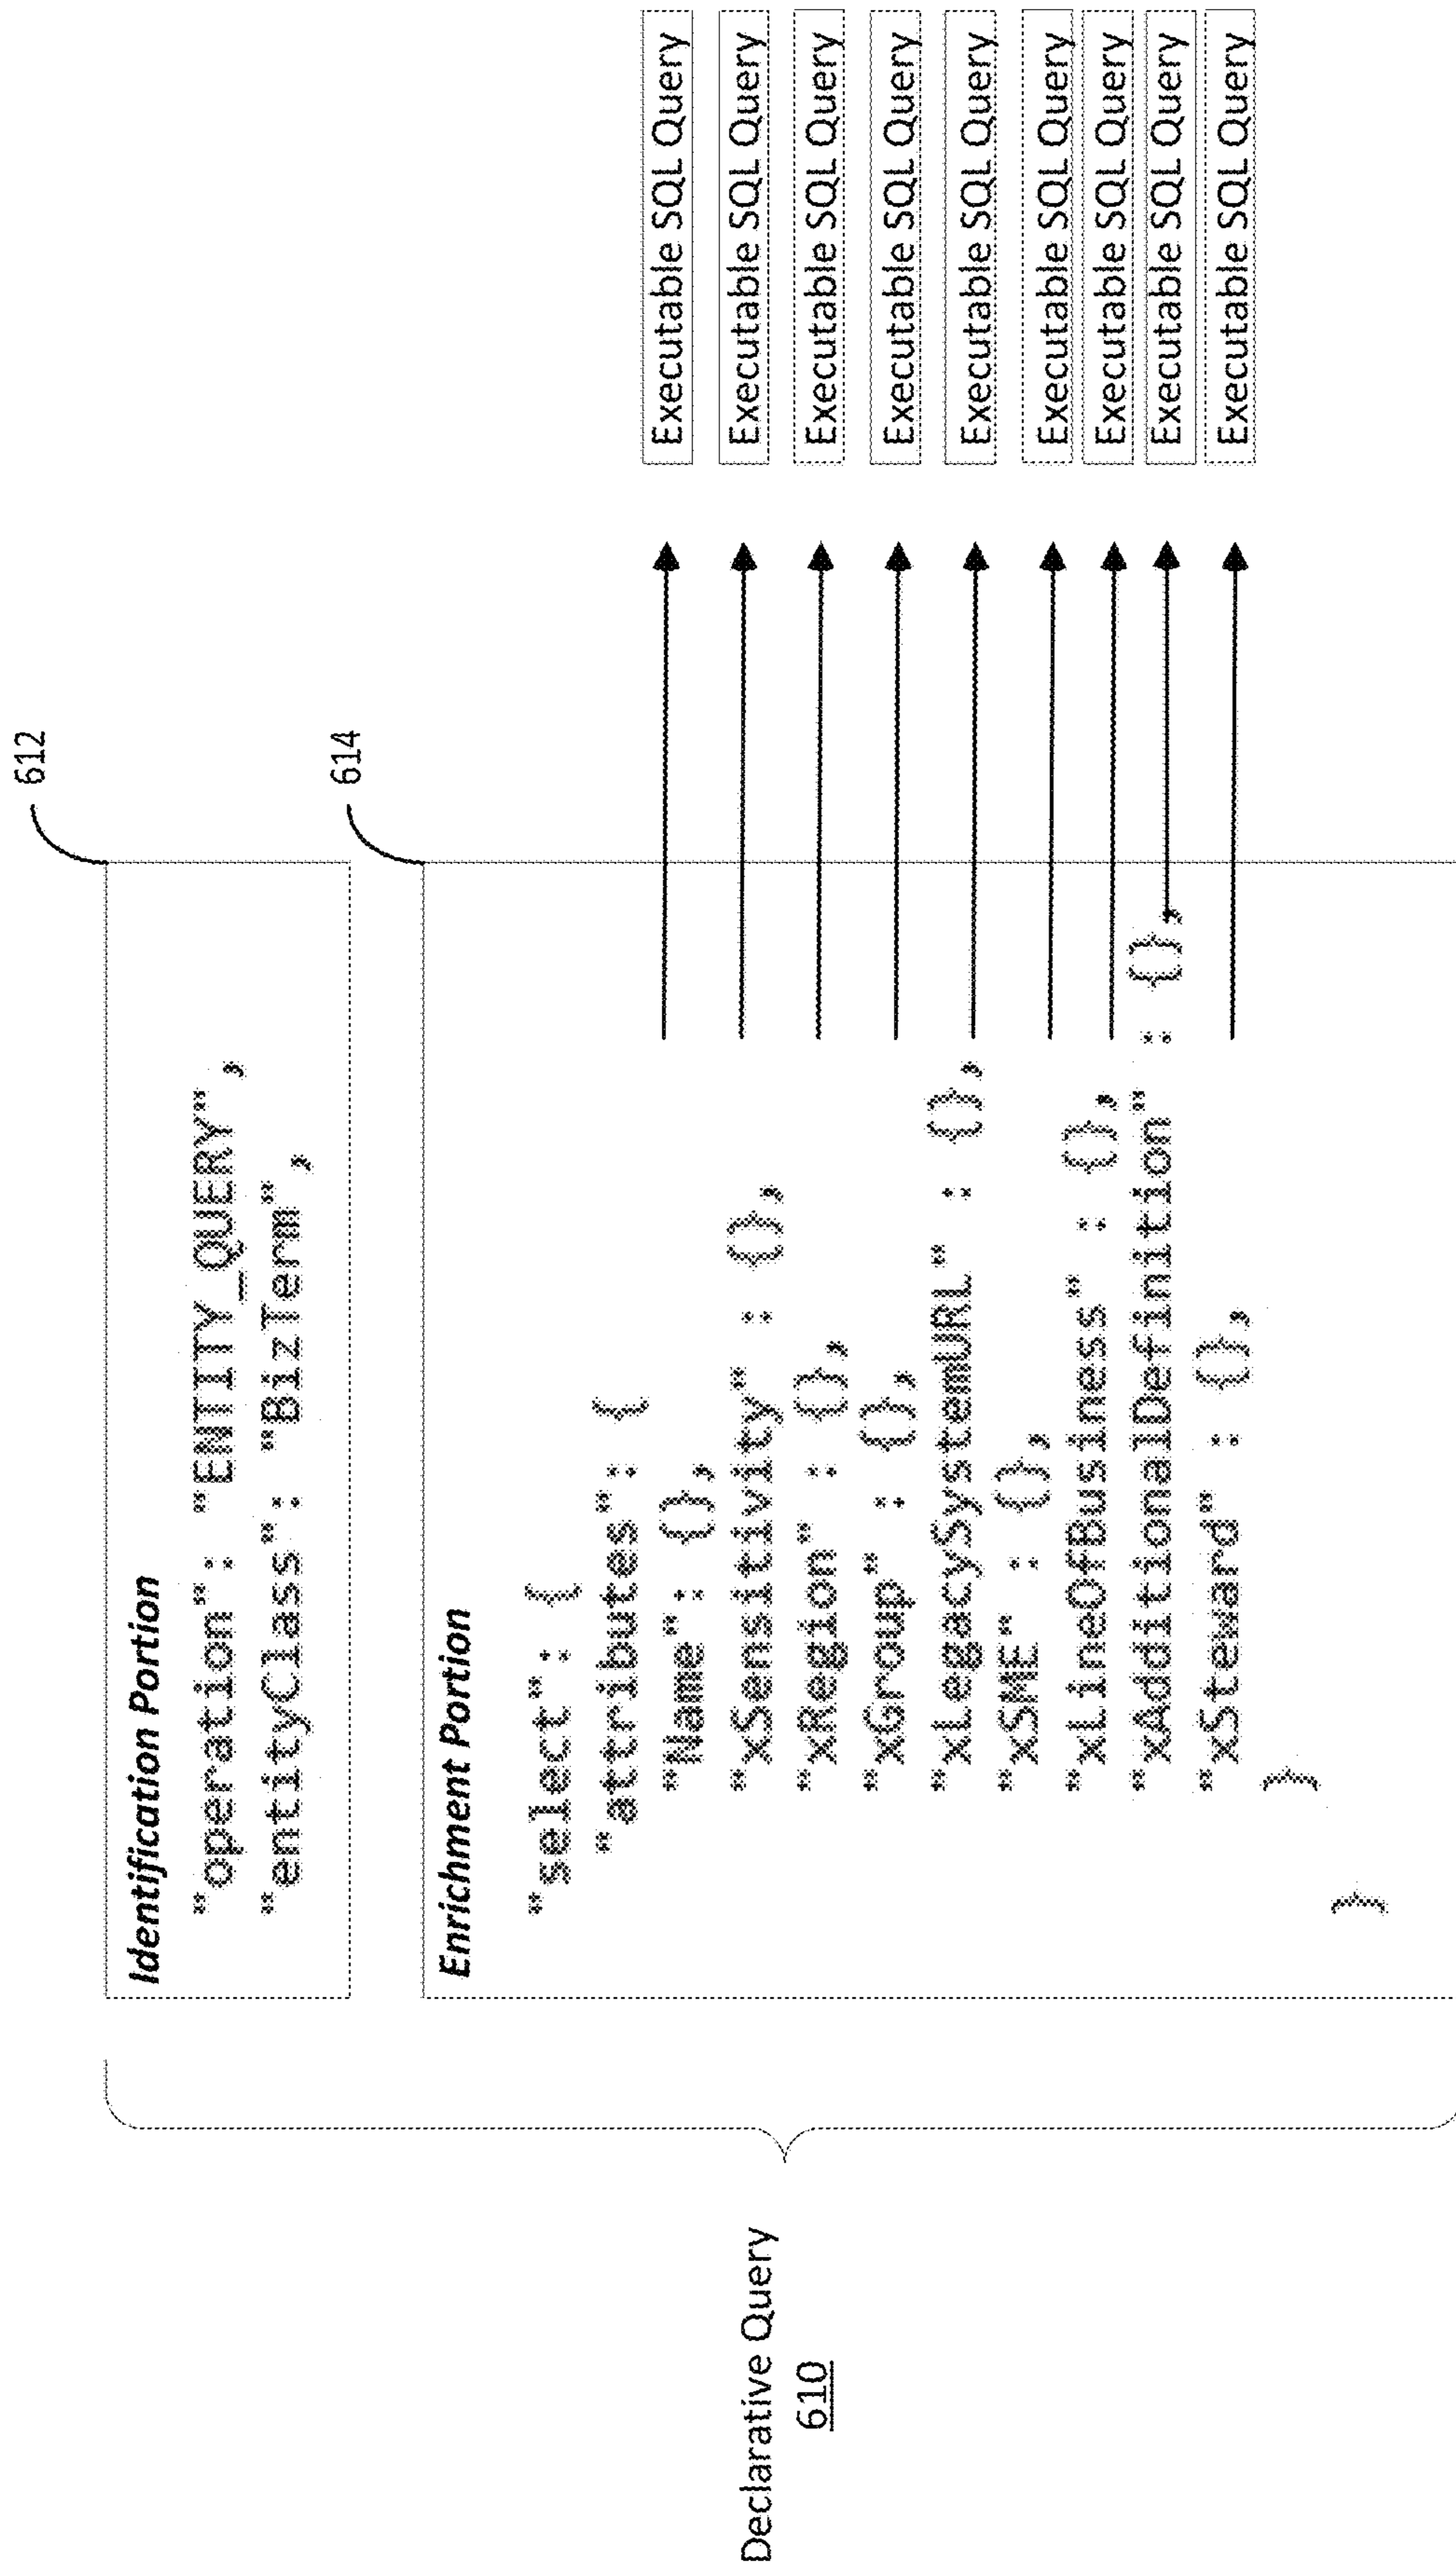 Declarative Query
610
612
Identification Portion
"operation": "ENTITY_QUERY",
"entityClass": "BizTerm",
614
Enrichment Portion
"select": {
"attributes": {
"Name": {},
"xSensitivity" : {},
"xRegion" : {},
"xGroup" : {},
"xLegacySystemURL" : {},
"xSME" : {},
"xLineOfBusiness" : {},
"xAdditionalDefinition" : {},
"xSteward" : {},
}
}
Executable SQL Query
Executable SQL Query
Executable SQL Query
Executable SQL Query
Executable SQL Query
Executable SQL Query
Executable SQL Query
Executable SQL Query
Executable SQL Query